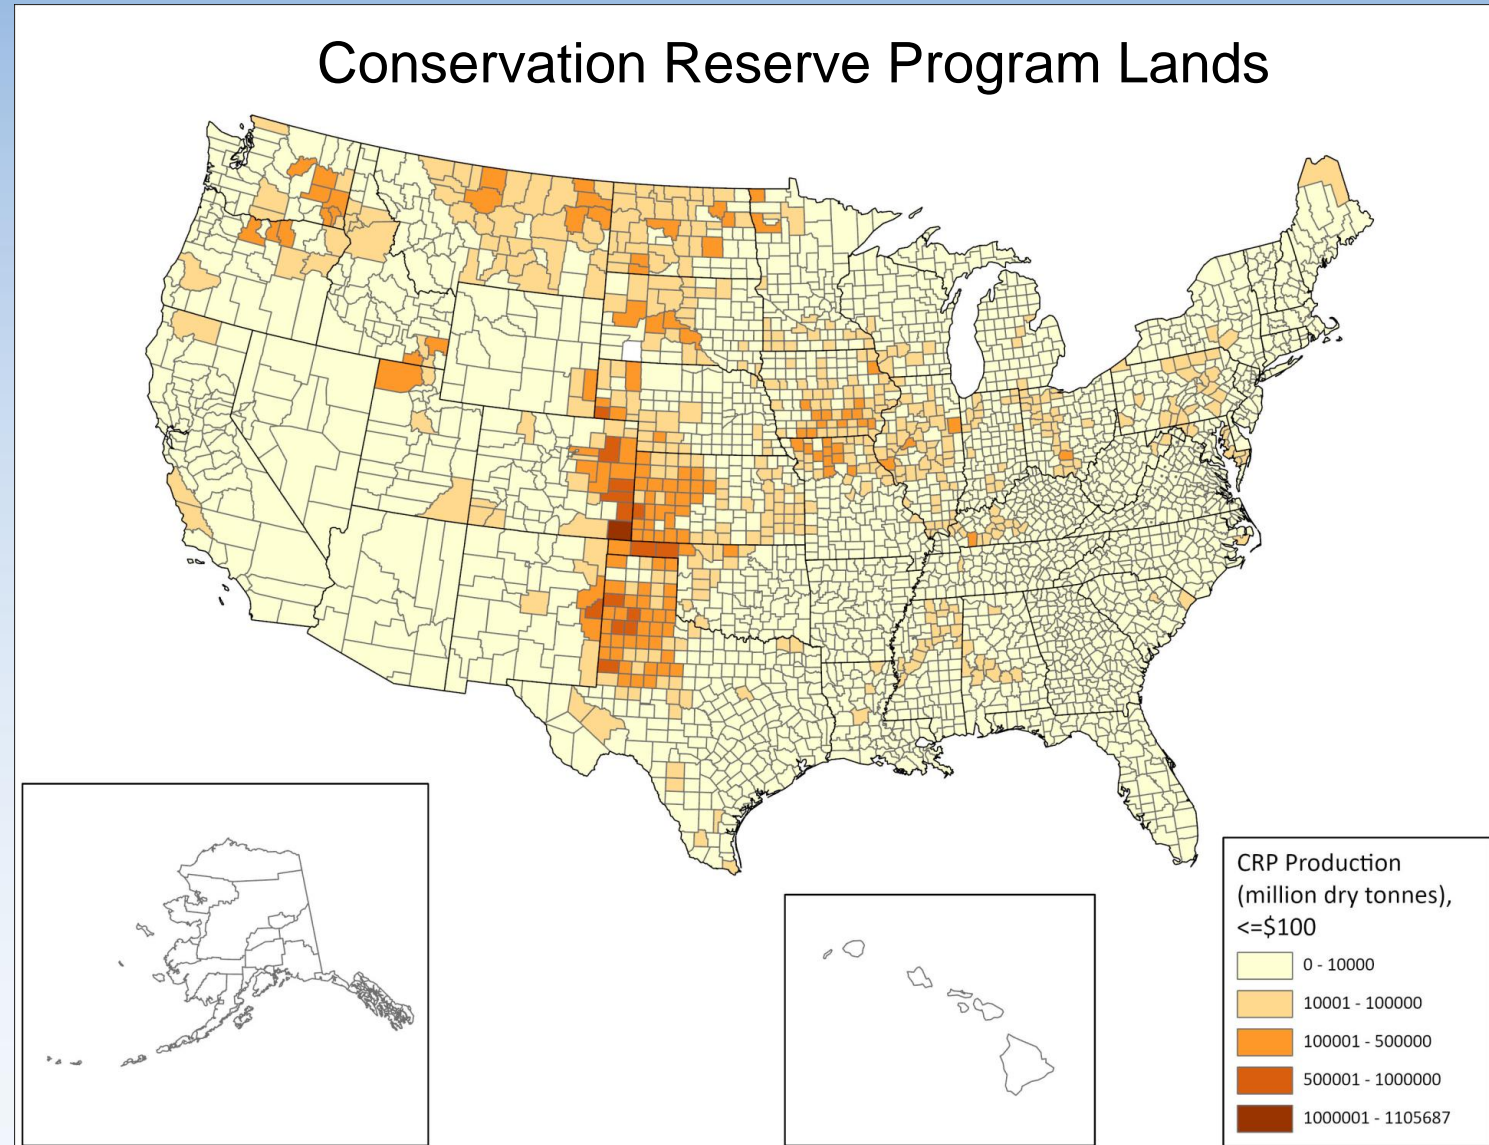 Conservation Reserve Program Lands
CRP Production
(million dry tonnes),
<=$100
0 - 10000
10001 - 100000
100001 - 500000
500001 - 1000000
1000001 - 1105687